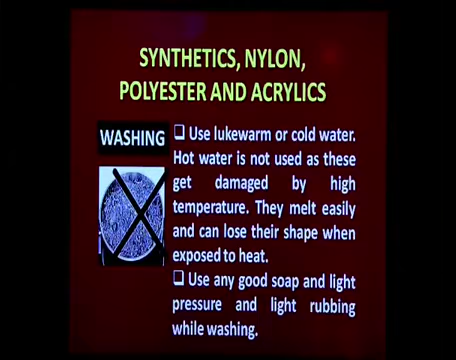 SYNTHETICS, NYLON,
POLYESTER AND ACRYLICS
WASHING
❑ Use lukewarm or cold water.
Hot water is not used as these
get damaged by high
temperature. They melt easily
and can lose their shape when
exposed to heat.
❑ Use any good soap and light
pressure and light rubbing
while washing.